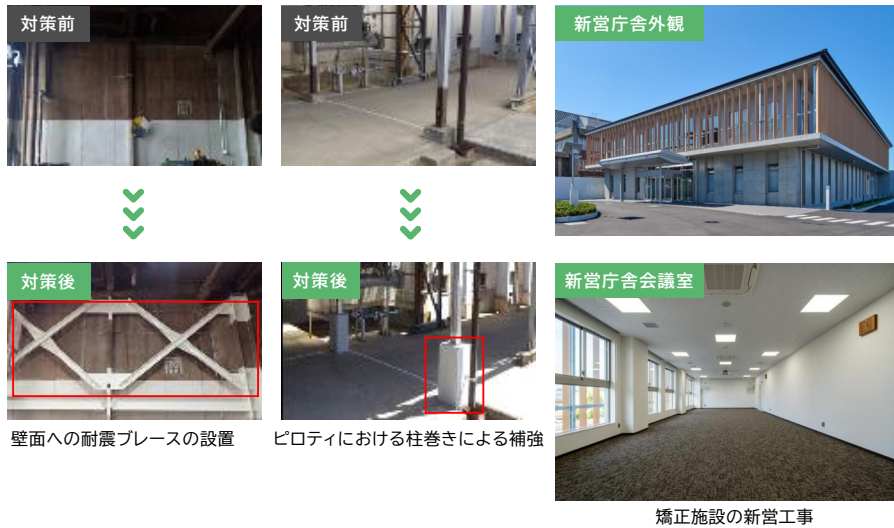 対策前
対策前
新営庁舎外観
対策後
対策後
新営庁舎会議室
壁面への耐震ブレースの設置
ピロティにおける柱巻きによる補強
矯正施設の新営工事